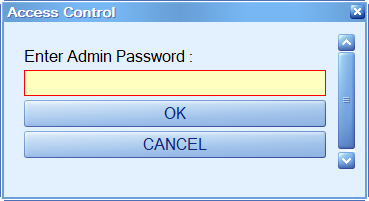 Access Control
Enter Admin Password :
OK
CANCEL